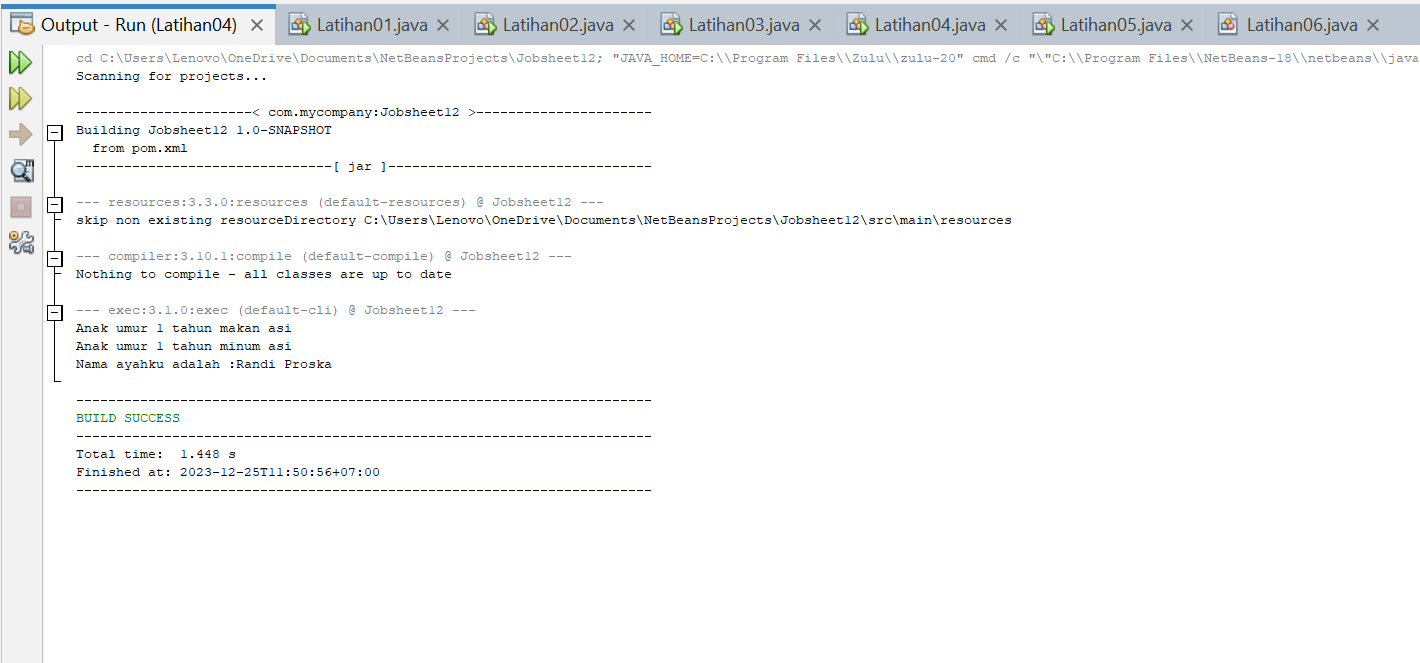 Output - Run (Latihan04) Latihan01.java Latihan02.java Latihan03.java Latihan04.java Latihan05.java Latihan06.java
cd C:\Users\Lenovo\OneDrive\Documents\NetBeansProjects\Jobsheet12; "JAVA_HOME=C:\\Program Files\\Zulu\\zulu-20" cmd /c "\"C:\\Program Files\\NetBeans-18\\netbeans\\java
Scanning for projects...
----------------------< com.mycompany:Jobsheet12 >----------------------
Building Jobsheet12 1.0-SNAPSHOT
  from pom.xml
--------------------------------[ jar ]---------------------------------
--- resources:3.3.0:resources (default-resources) @ Jobsheet12 ---
skip non existing resourceDirectory C:\Users\Lenovo\OneDrive\Documents\NetBeansProjects\Jobsheet12\src\main\resources
--- compiler:3.10.1:compile (default-compile) @ Jobsheet12 ---
Nothing to compile - all classes are up to date
--- exec:3.1.0:exec (default-cli) @ Jobsheet12 ---
Anak umur 1 tahun makan asi
Anak umur 1 tahun minum asi
Nama ayahku adalah :Randi Proska
------------------------------------------------------------------------
BUILD SUCCESS
------------------------------------------------------------------------
Total time:  1.448 s
Finished at: 2023-12-25T11:50:56+07:00
------------------------------------------------------------------------